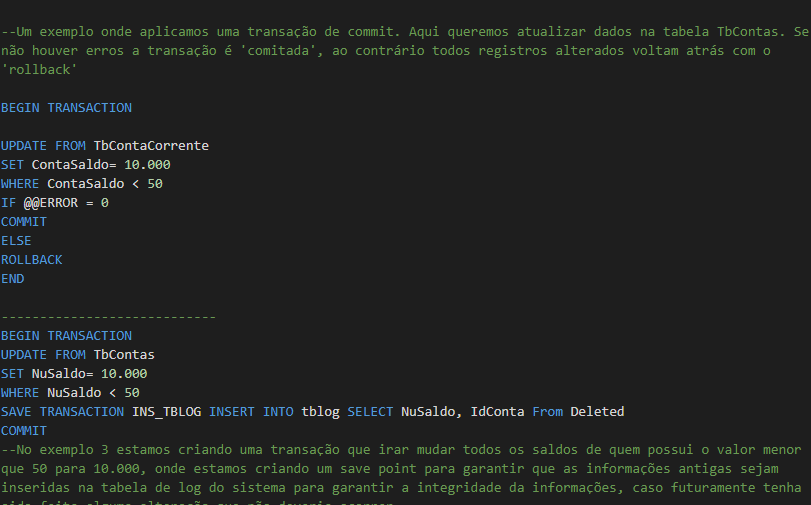 --Um exemplo onde aplicamos uma transação de commit. Aqui queremos atualizar dados na tabela TbContas. Se
não houver erros a transação é 'comitada', ao contrário todos registros alterados voltam atrás com o
'rollback'
BEGIN TRANSACTION
UPDATE FROM TbContaCorrente
SET ContaSaldo= 10.000
WHERE ContaSaldo < 50
IF @@ERROR = 0
COMMIT
ELSE
ROLLBACK
END
----------------------------
BEGIN TRANSACTION
UPDATE FROM TbContas
SET NuSaldo= 10.000
WHERE NuSaldo < 50
SAVE TRANSACTION INS_TBLOG INSERT INTO tblog SELECT NuSaldo, IdConta From Deleted
COMMIT
--No exemplo 3 estamos criando uma transação que irar mudar todos os saldos de quem possui o valor menor
que 50 para 10.000, onde estamos criando um save point para garantir que as informações antigas sejam
inseridas na tabela de log do sistema para garantir a integridade da informações, caso futuramente tenha